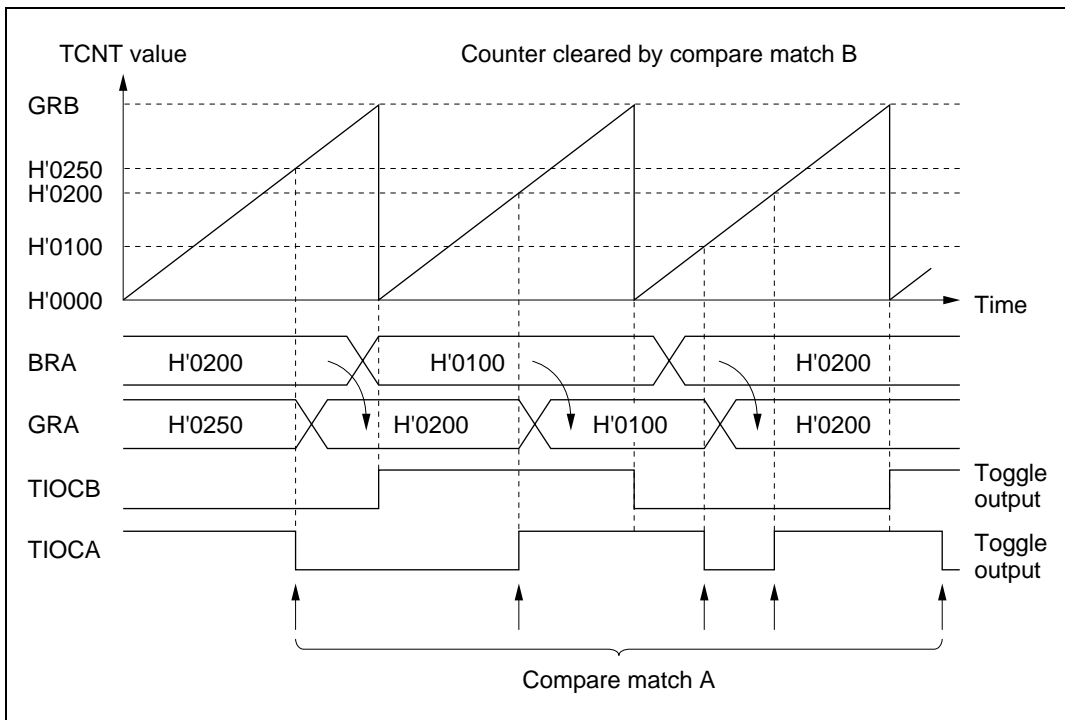 TCNT value
Counter cleared by compare match B
GRB
H'0250
H'0200
H'0100
H'0000
Time
BRA
H'0200
H'0100
H'0200
GRA
H'0250
H'0200
H'0100
H'0200
TIOCB
Toggle
output
TIOCA
Toggle
output
Compare match A